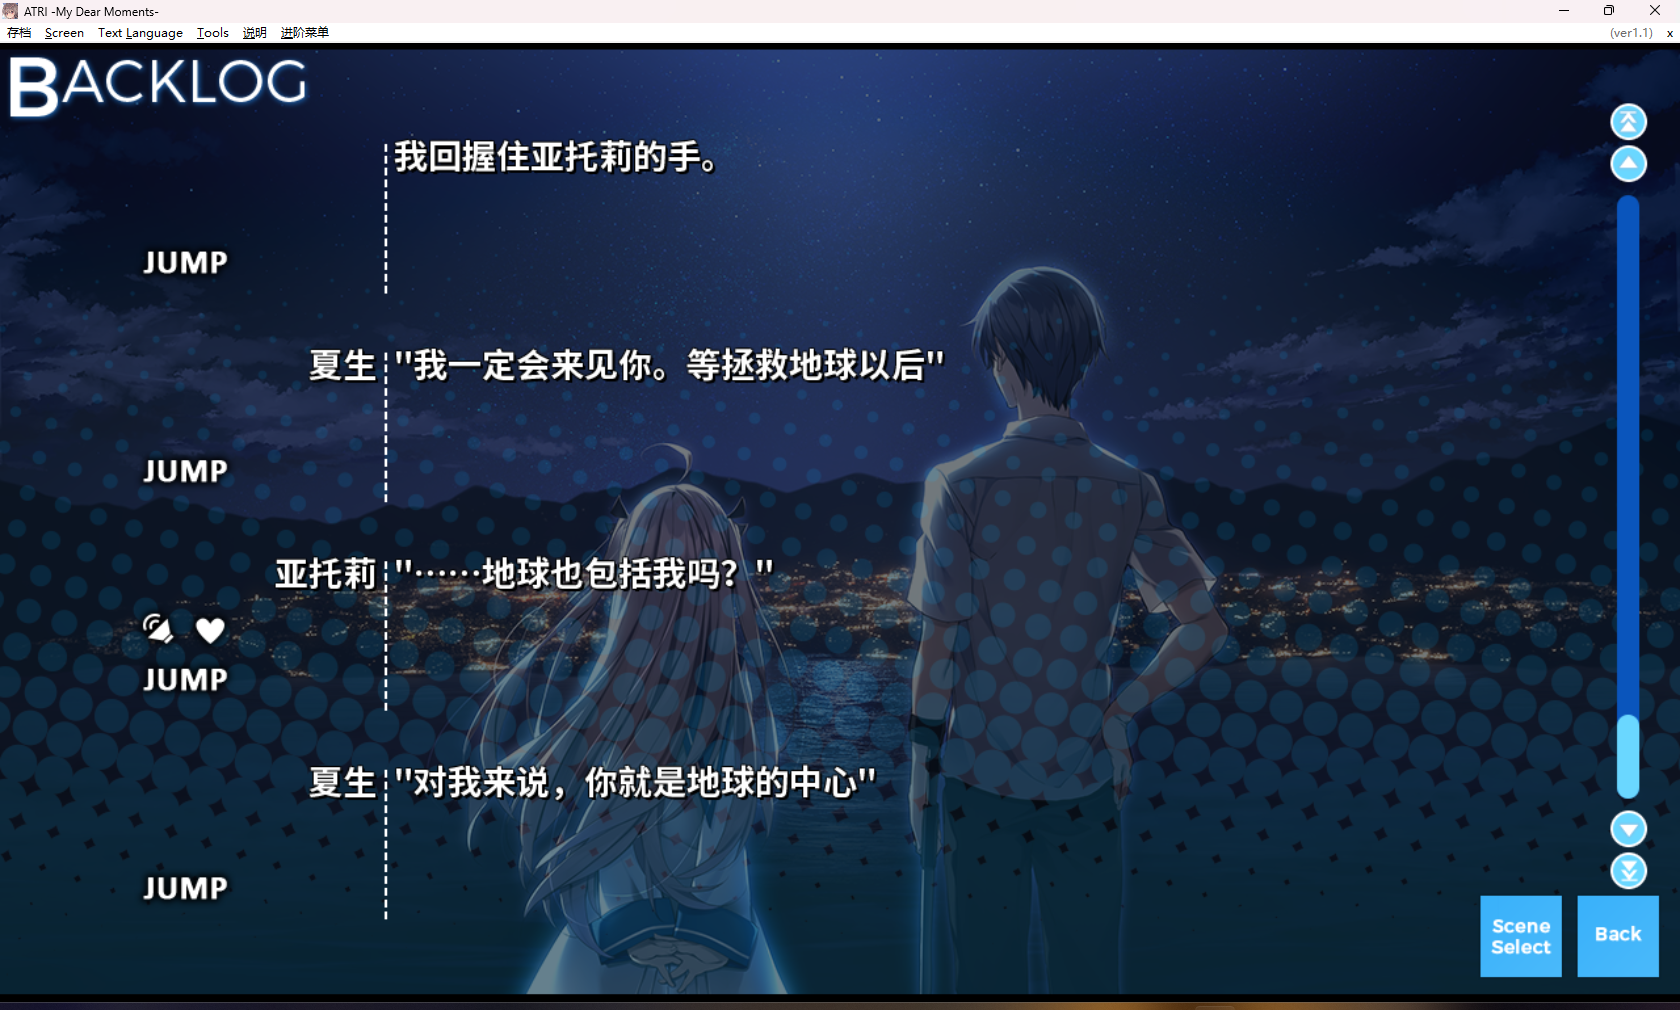 ATRI -My Dear Moments-
存档 Screen Text Language Tools 说明 进阶菜单 (ver1.1) x
BACKLOG
我回握住亚托莉的手。
JUMP
夏生 "我一定会来见你。等拯救地球以后"
JUMP
亚托莉 "……地球也包括我吗？"
JUMP
夏生 "对我来说，你就是地球的中心"
JUMP
Scene
Select
Back